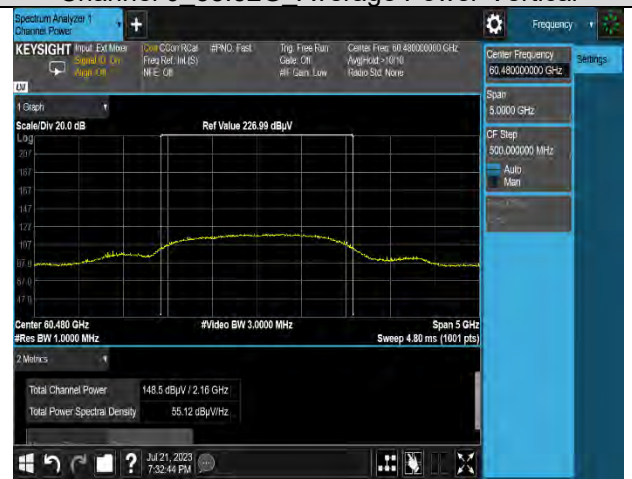 Spectrum Analyzer 1
Channel Power
Frequency
KEYSIGHT
Input: Ext Mixer
Signal ID: On
Align: Off
Corr CCorr RCal
Freq Ref: Int (S)
NFE: Off
#PNO: Fast
Trig: Free Run
Gate: Off
#IF Gain: Low
Center Freq: 60.480000000 GHz
Avg|Hold:>10/10
Radio Std: None
Center Frequency
60.480000000 GHz
Settings
Span
5.0000 GHz
CF Step
500.000000 MHz
Auto
Man
1 Graph
Scale/Div 20.0 dB
Ref Value 226.99 dBµV
Log
207
187
167
147
127
107
87.0
67.0
47.0
Center 60.480 GHz
#Video BW 3.0000 MHz
Span 5 GHz
#Res BW 1.0000 MHz
Sweep 4.80 ms (1001 pts)
2 Metrics
Total Channel Power
148.5 dBµV / 2.16 GHz
Total Power Spectral Density
55.12 dBµV/Hz
?
Jul 21, 2023
7:32:44 PM